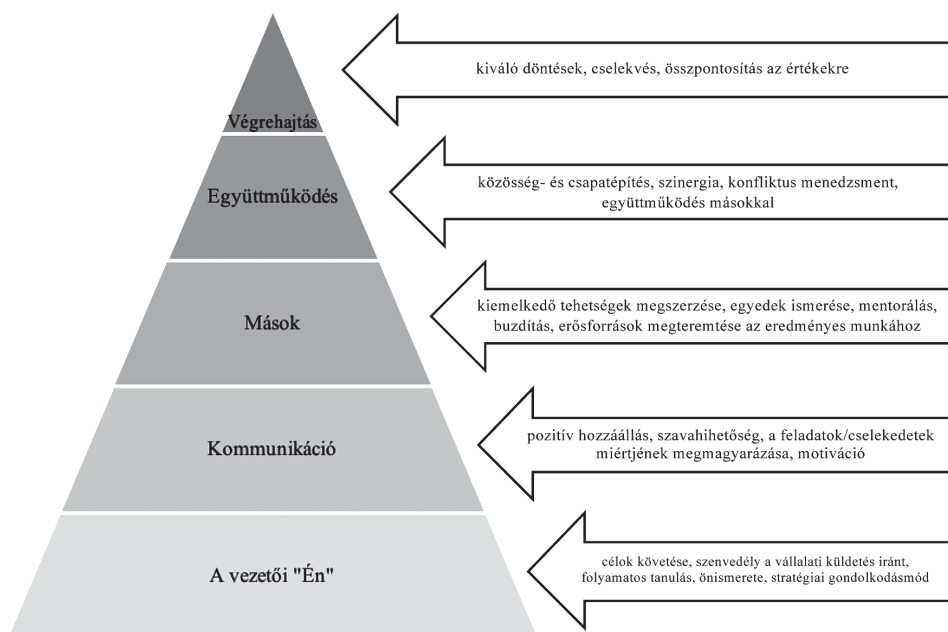 kiváló döntések, cselekvés, összpontosítás az értékekre
Végrehajtás
közösség- és csapatépítés, szinergia, konfliktus menedzsment,
együttműködés másokkal
Együttműködés
kiemelkedő tehetségek megszerzése, egyedek ismerése, mentorálás,
buzdítás, erősforrások megteremtése az eredményes munkához
Mások
pozitív hozzáállás, szavahihetőség, a feladatok/cselekedetek
miértjének megmagyarázása, motiváció
Kommunikáció
célok követése, szenvedély a vállalati küldetés iránt,
folyamatos tanulás, önismerete, stratégiai gondolkodásmód
A vezetői "Én"